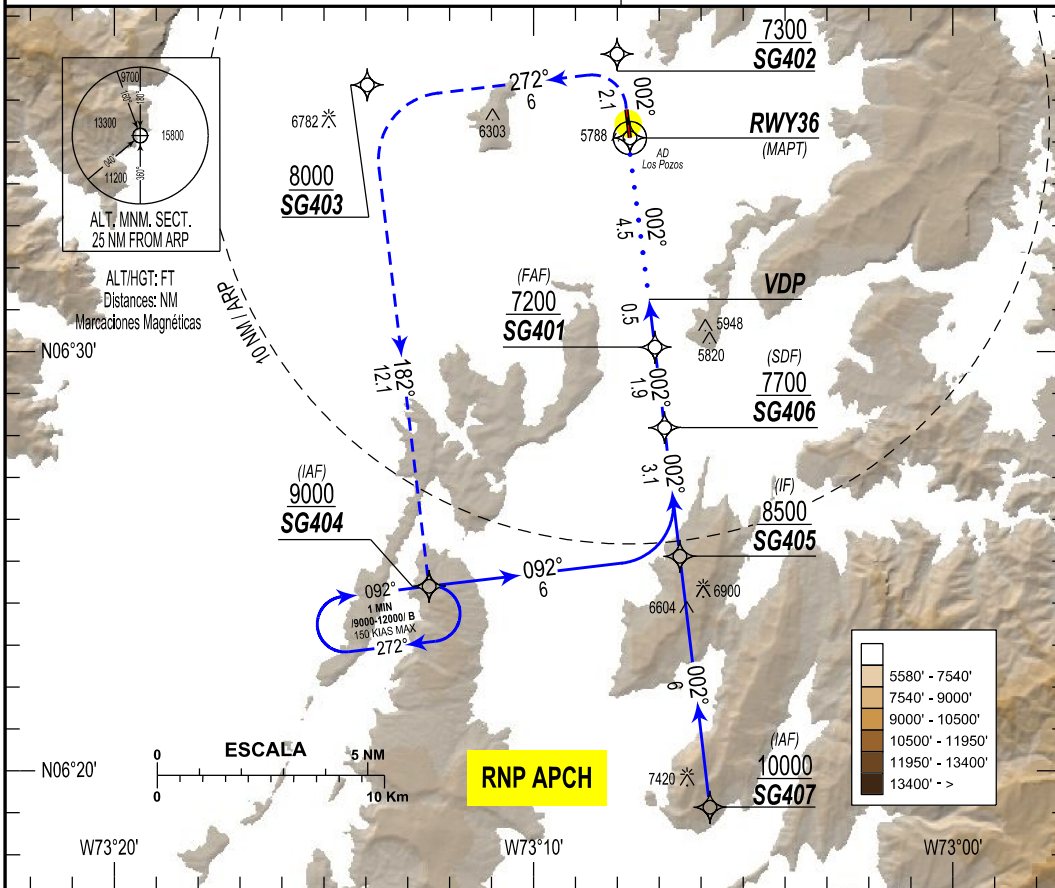 9700
160°
180°
13300
15800
040°
11200
360°
ALT. MNM. SECT.
25 NM FROM ARP
ALT/HGT: FT
Distances: NM
Marcaciones Magnéticas
10 NM / ARP
7300
SG402
272°
6
002°
2.1
6782
6303
5788
AD
Los Pozos
RWY36
(MAPT)
8000
SG403
002°
4.5
(FAF)
7200
SG401
VDP
0.5
5948
5820
N06°30'
182°
12.1
002°
1.9
(SDF)
7700
SG406
002°
3.1
(IAF)
9000
SG404
(IF)
8500
SG405
092°
6
092°
1 MIN
/9000-12000/ B
150 KIAS MAX
272°
6604
6900
002°
6
5580' - 7540'
7540' - 9000'
9000' - 10500'
10500' - 11950'
11950' - 13400'
13400' - >
(IAF)
10000
SG407
7420
N06°20'
0
ESCALA
5 NM
0
10 Km
RNP APCH
W73°20'
W73°10'
W73°00'